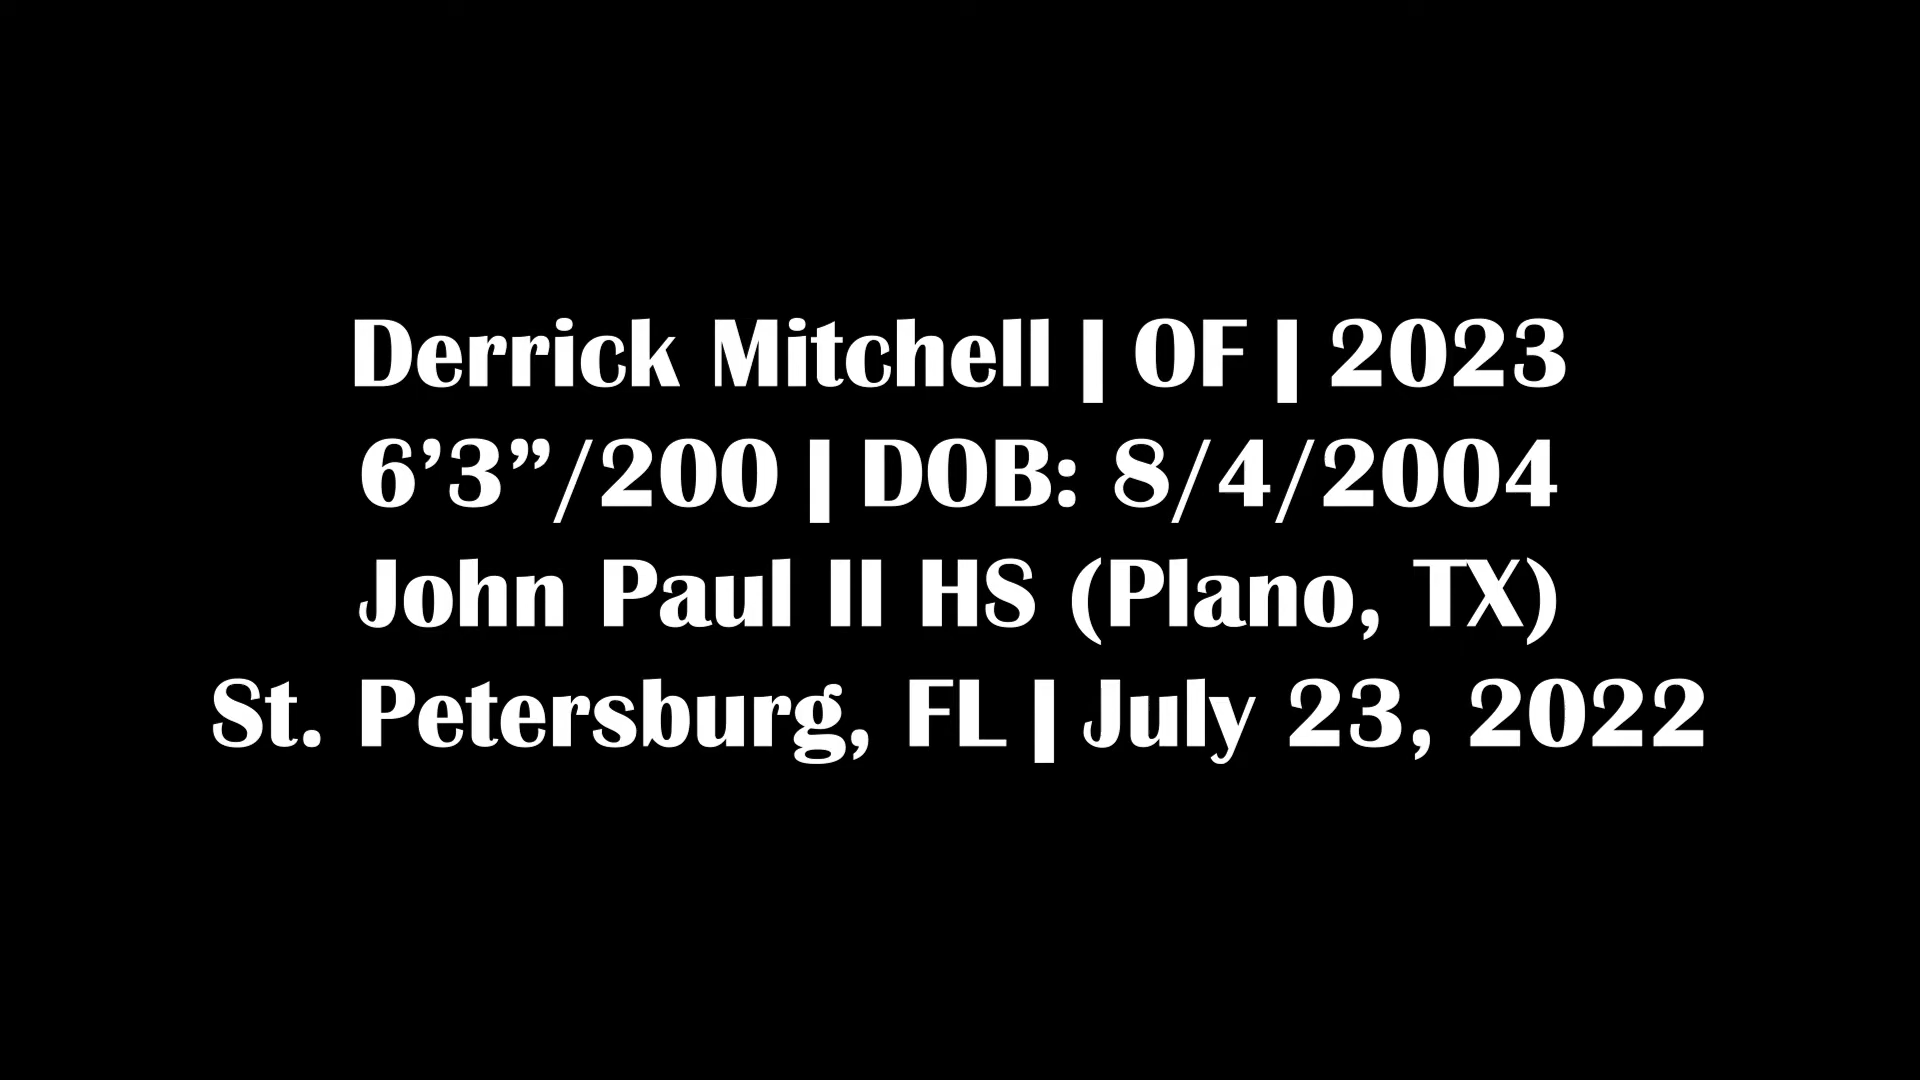 Derrick Mitchell | OF | 2023
6’3”/200 | DOB: 8/4/2004
John Paul II HS (Plano, TX)
St. Petersburg, FL | July 23, 2022